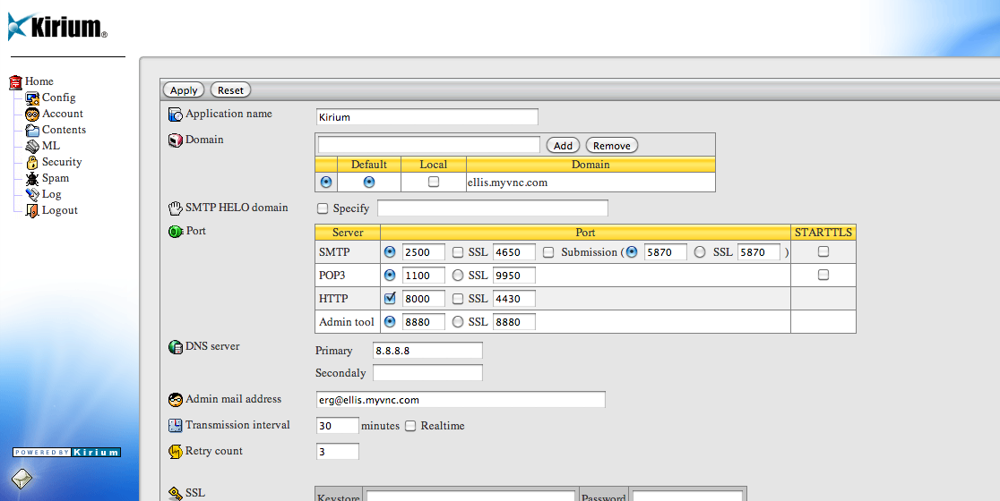 Kirium®
Home
Config
Account
Contents
ML
Security
Spam
Log
Logout
POWERED BY Kirium
Apply Reset
Application name Kirium
Domain Add Remove
Default Local Domain
ellis.myvnc.com
SMTP HELO domain Specify
Port Server Port STARTTLS
SMTP 2500 SSL 4650 Submission ( 5870 SSL 5870 )
POP3 1100 SSL 9950
HTTP 8000 SSL 4430
Admin tool 8880 SSL 8880
DNS server Primary 8.8.8.8
Secondaly
Admin mail address erg@ellis.myvnc.com
Transmission interval 30 minutes Realtime
Retry count 3
SSL Keystore Password